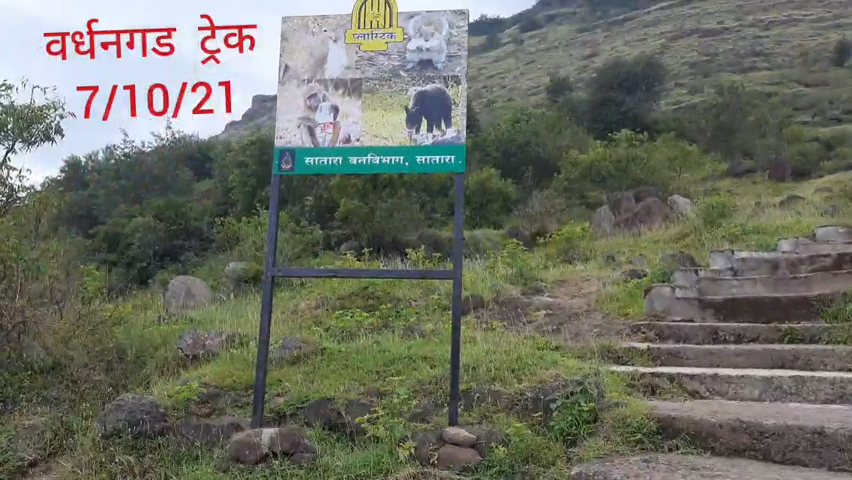 वर्धनगड ट्रेक
7/10/21
प्लास्टिक
सातारा वनविभाग, सातारा.